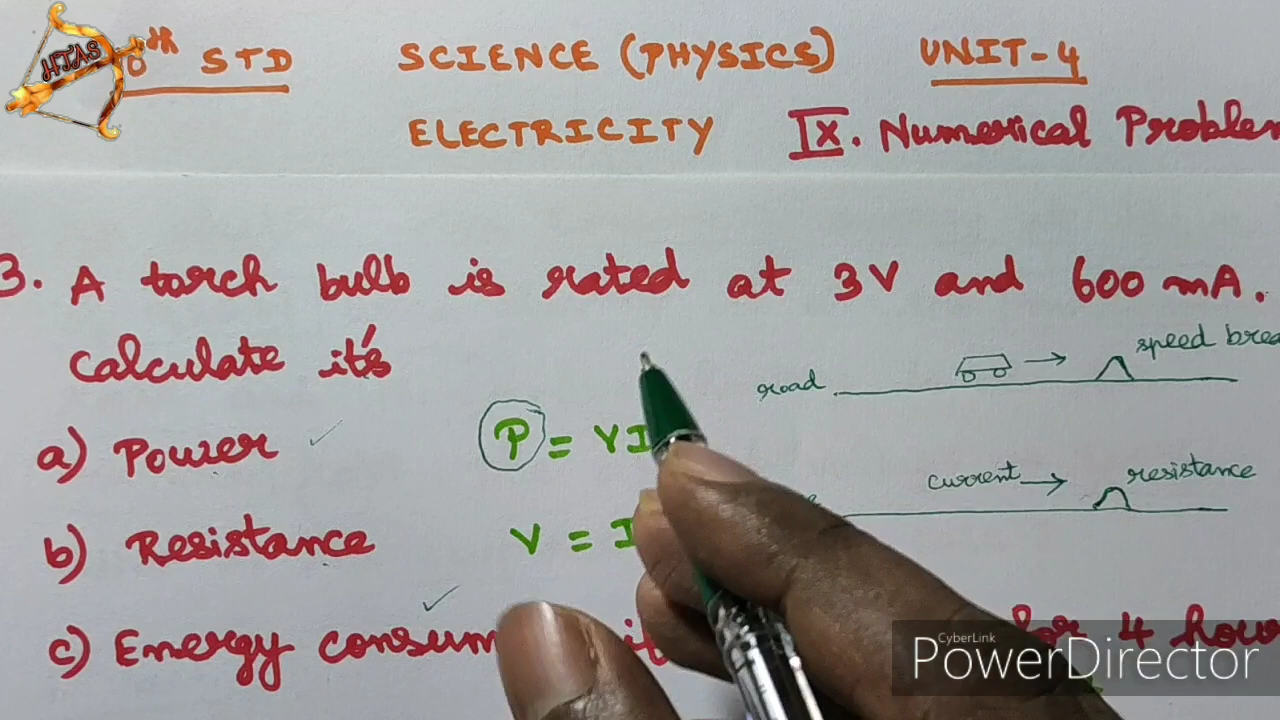 HTAS
0th STD SCIENCE (PHYSICS) UNIT-4
ELECTRICITY IX. Numerical Problem
3. A torch bulb is rated at 3V and 600 mA.
Calculate it's
speed brea
road
a) Power P = VI
current → resistance
b) Resistance V = I
c) Energy consum for 4 hour
CyberLink
PowerDirector